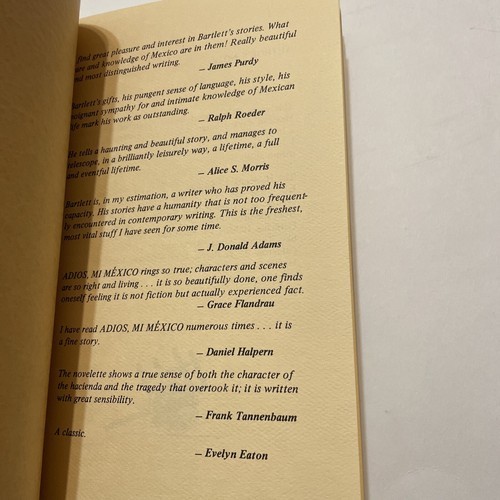 find great pleasure and interest in Bartlett's stories. What
and knowledge of Mexico are in them! Really beautiful
most distinguished writing.
— James Purdy
Bartlett's gifts, his pungent sense of language, his style, his
poignant sympathy for and intimate knowledge of Mexican
life mark his work as outstanding.
— Ralph Roeder
He tells a haunting and beautiful story, and manages to
telescope, in a brilliantly leisurely way, a lifetime, a full
and eventful lifetime.
— Alice S. Morris
Bartlett is, in my estimation, a writer who has proved his
capacity. His stories have a humanity that is not too frequent-
ly encountered in contemporary writing. This is the freshest,
most vital stuff I have seen for some time.
— J. Donald Adams
ADIOS, MI MÉXICO rings so true; characters and scenes
are so right and living . . . it is so beautifully done, one finds
oneself feeling it is not fiction but actually experienced fact.
— Grace Flandrau
I have read ADIOS, MI MÉXICO numerous times . . . it is
a fine story.
— Daniel Halpern
The novelette shows a true sense of both the character of
the hacienda and the tragedy that overtook it; it is written
with great sensibility.
— Frank Tannenbaum
A classic.
— Evelyn Eaton